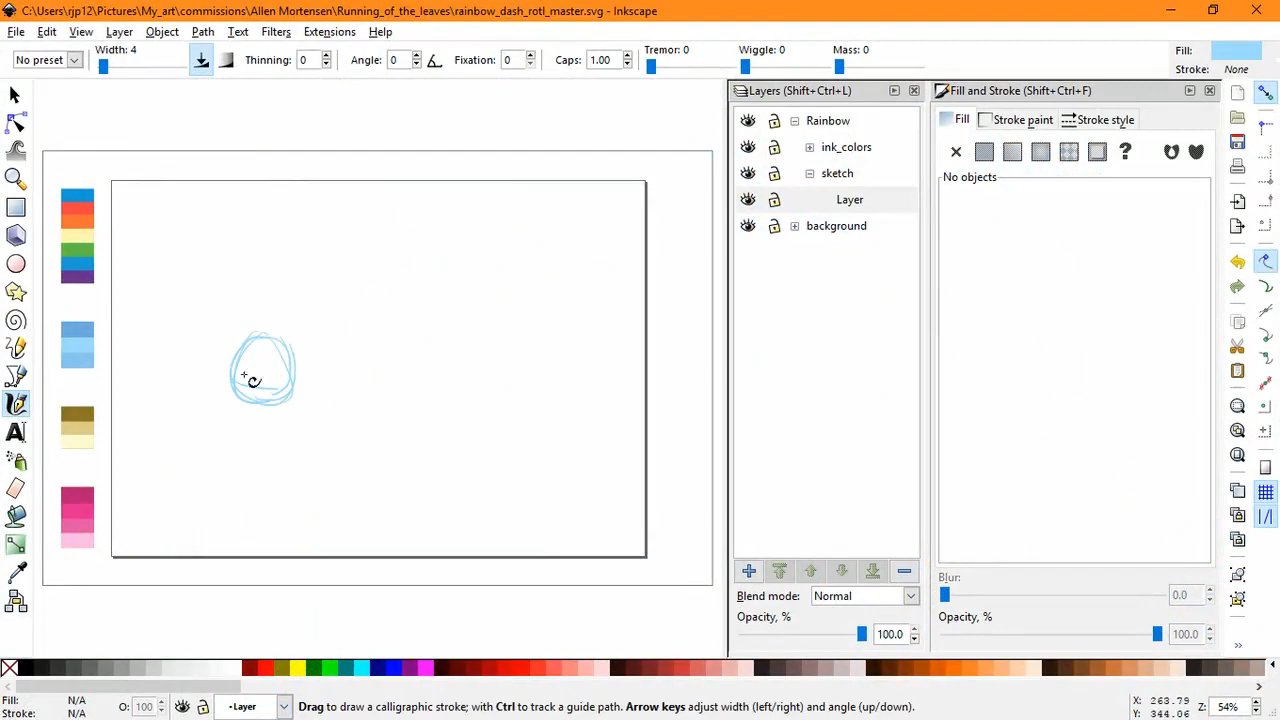 C:\Users\rjp12\Pictures\My_art\commissions\Allen Mortensen\Running_of_the_leaves\rainbow_dash_rotl_master.svg - Inkscape
File Edit View Layer Object Path Text Filters Extensions Help
No preset Width: 4 Thinning: 0 Angle: 0 Fixation: 0 Caps: 1.00 Tremor: 0 Wiggle: 0 Mass: 0 Fill:
Stroke: None
Layers (Shift+Ctrl+L) Fill and Stroke (Shift+Ctrl+F)
Rainbow Fill Stroke paint Stroke style
ink_colors
sketch No objects
Layer
background
Blur:
0.0
Blend mode: Normal
Opacity, % Opacity, %
100.0 100.0
Fill: N/A O: 100 Layer Drag to draw a calligraphic stroke; with Ctrl to track a guide path. Arrow keys adjust width (left/right) and angle (up/down). X: 263.79 Z: 54%
Stroke: N/A Y: 344.06